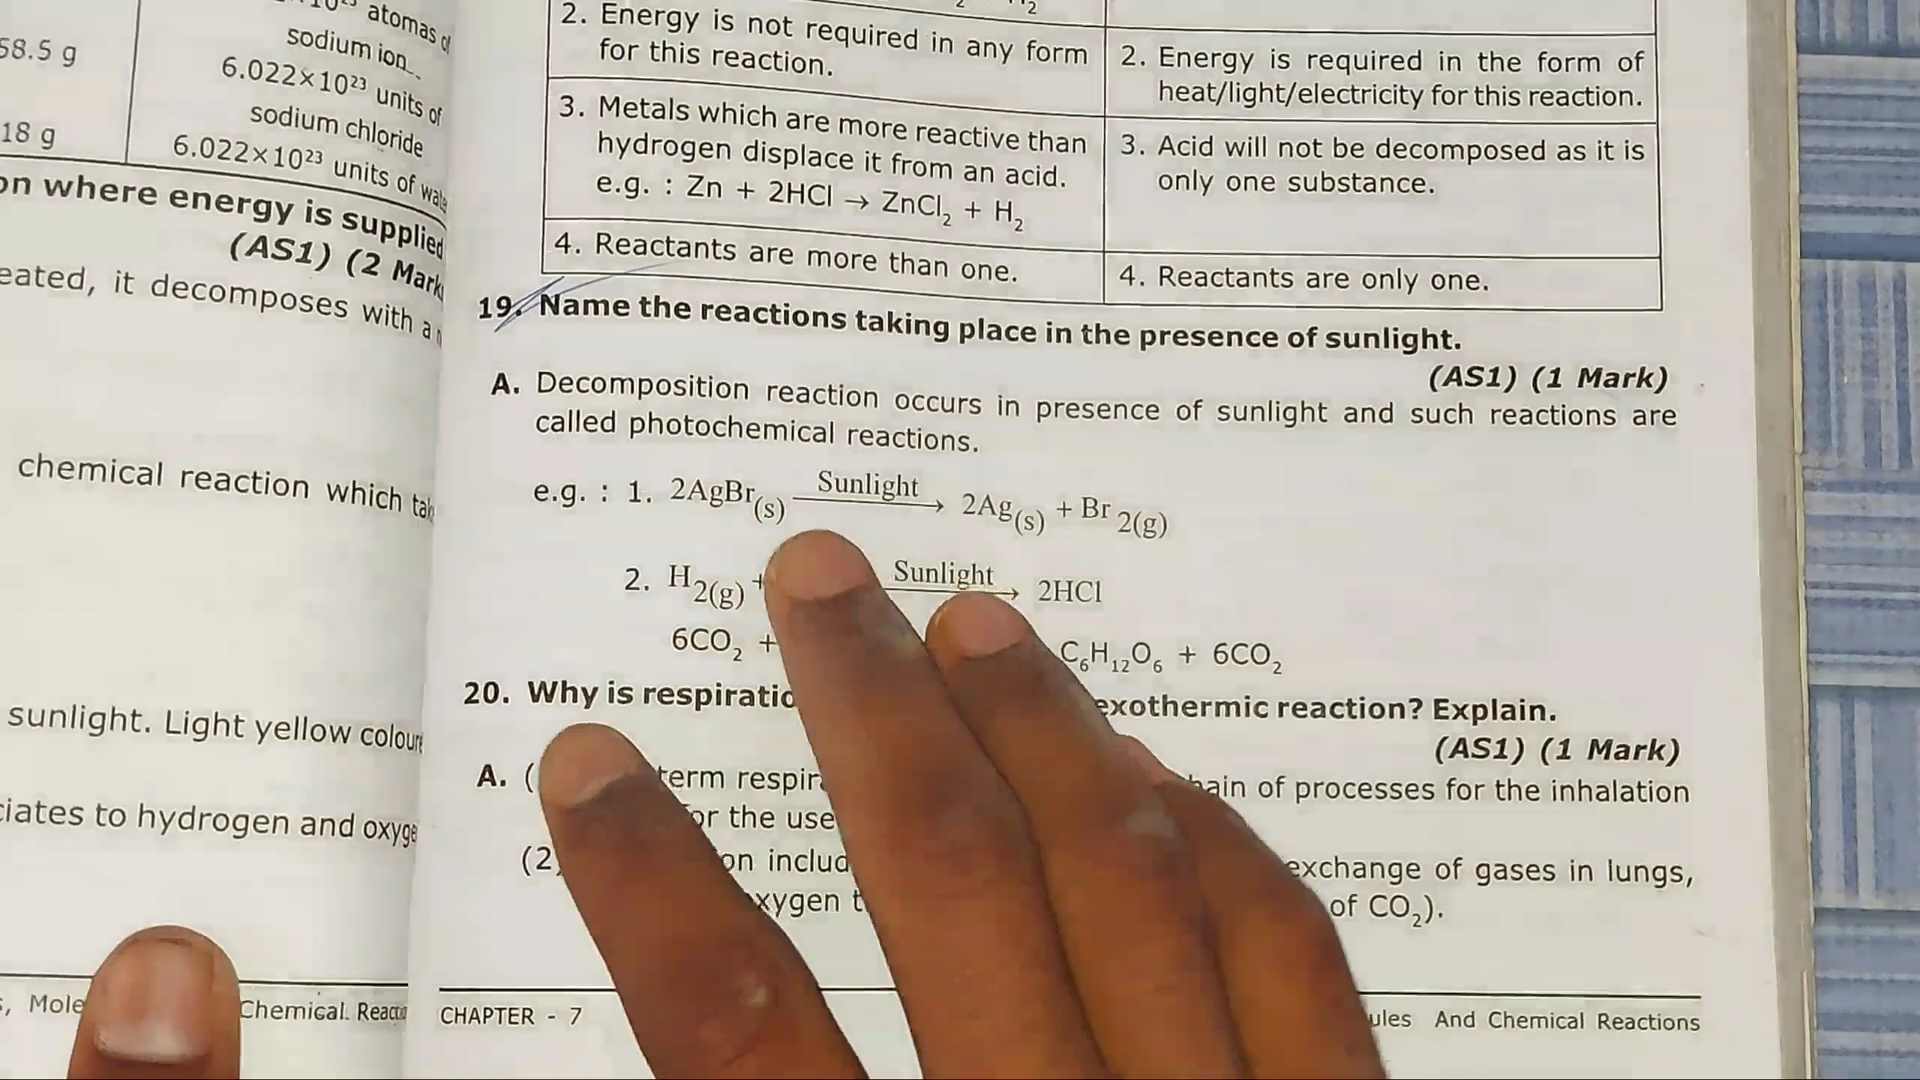 atomas
58.5 g
sodium ion
6.022×10²³ units of
sodium chloride
18 g
6.022×10²³ units of
on where energy is supplied
(AS1) (2 Mark
eated, it decomposes with a
chemical reaction which
sunlight. Light yellow
ciates to hydrogen and
Mole
Chemical
2. Energy is not required in any form
for this reaction.
2. Energy is required in the form of
heat/light/electricity for this reaction.
3. Metals which are more reactive than
hydrogen displace it from an acid.
e.g. : Zn + 2HCl → ZnCl₂ + H₂
3. Acid will not be decomposed as it is
only one substance.
4. Reactants are more than one.
4. Reactants are only one.
19. Name the reactions taking place in the presence of sunlight.
(AS1) (1 Mark)
A. Decomposition reaction occurs in presence of sunlight and such reactions are
called photochemical reactions.
e.g. : 1. 2AgBr(s) Sunlight → 2Ag(s) + Br 2(g)
2. H2(g) + Sunlight → 2HCl
6CO₂ + C₆H₁₂O₆ + 6CO₂
20. Why is respiratio exothermic reaction? Explain.
(AS1) (1 Mark)
A. ( term respir ain of processes for the inhalation
or the use
(2 on includ exchange of gases in lungs,
xygen t of CO₂).
CHAPTER - 7
ules And Chemical Reactions